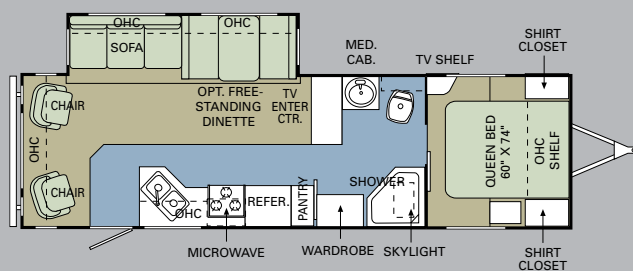 OHC
OHC
SOFA
MED.
CAB.
TV SHELF
SHIRT
CLOSET
CHAIR
OPT. FREE-
STANDING
DINETTE
TV
ENTER
CTR.
OHC
QUEEN BED
60" X 74"
OHC
SHELF
CHAIR
OHC
REFER.
PANTRY
SHOWER
MICROWAVE
WARDROBE
SKYLIGHT
SHIRT
CLOSET